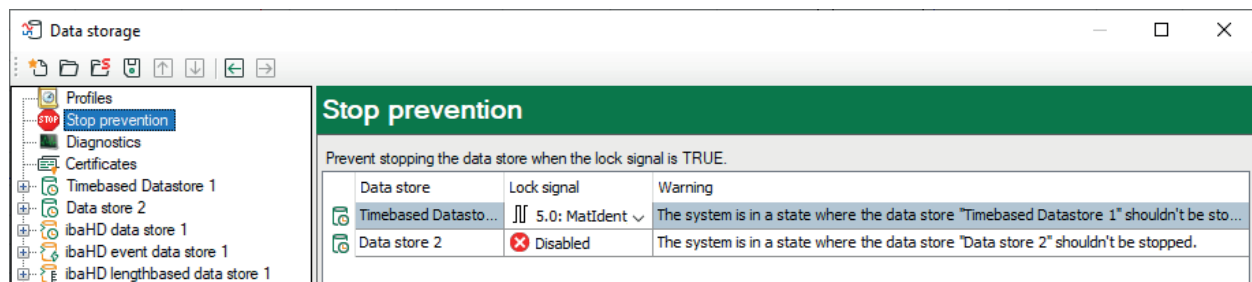 Data storage
Profiles
STOP Stop prevention
Diagnostics
Certificates
Timebased Datastore 1
Data store 2
ibaHD data store 1
ibaHD event data store 1
ibaHD lengthbased data store 1
Stop prevention
Prevent stopping the data store when the lock signal is TRUE.
Data store Lock signal Warning
Timebased Datasto... 5.0: MatIdent The system is in a state where the data store "Timebased Datastore 1" shouldn't be sto...
Data store 2 Disabled The system is in a state where the data store "Data store 2" shouldn't be stopped.